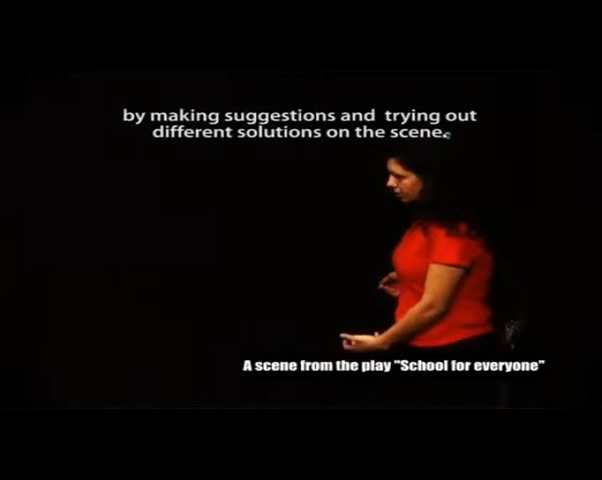 by making suggestions and trying out
different solutions on the scene.
A scene from the play "School for everyone"